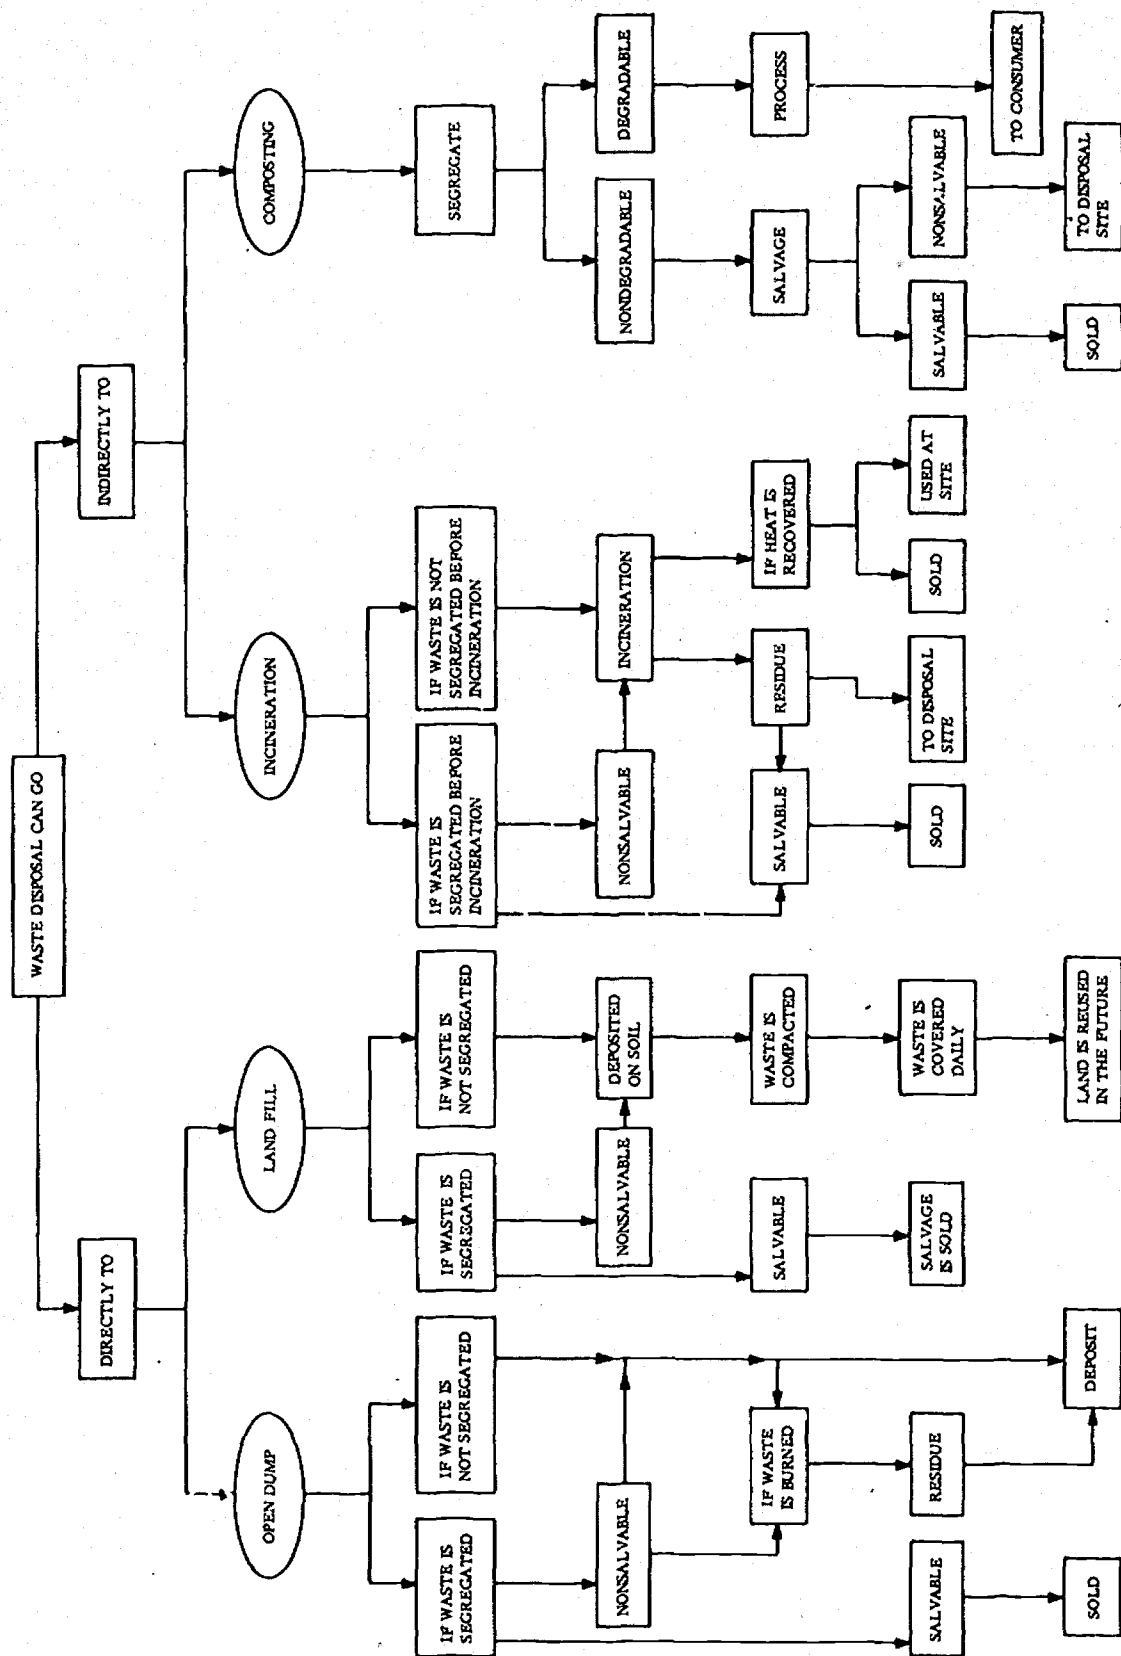 WASTE DISPOSAL CAN GO
DIRECTLY TO
INDIRECTLY TO
OPEN DUMP
LAND FILL
INCINERATION
COMPOSTING
IF WASTE IS
SEGREGATED
IF WASTE IS
NOT SEGREGATED
IF WASTE IS
SEGREGATED
IF WASTE IS
NOT SEGREGATED
IF WASTE IS
SEGREGATED BEFORE
INCINERATION
IF WASTE IS NOT
SEGREGATED BEFORE
INCINERATION
SEGREGATE
NONSALVABLE
NONSALVABLE
DEPOSITED
ON SOIL
NONSALVABLE
INCINERATION
NONDEGRADABLE
DEGRADABLE
IF WASTE
IS BURNED
SALVABLE
WASTE IS
COMPACTED
SALVABLE
RESIDUE
IF HEAT IS
RECOVERED
SALVAGE
PROCESS
SALVABLE
RESIDUE
SALVAGE
IS SOLD
WASTE IS
COVERED
DAILY
SOLD
TO DISPOSAL
SITE
SOLD
USED AT
SITE
SALVABLE
NONSALVABLE
TO CONSUMER
SOLD
DEPOSIT
LAND IS REUSED
IN THE FUTURE
SOLD
TO DISPOSAL
SITE